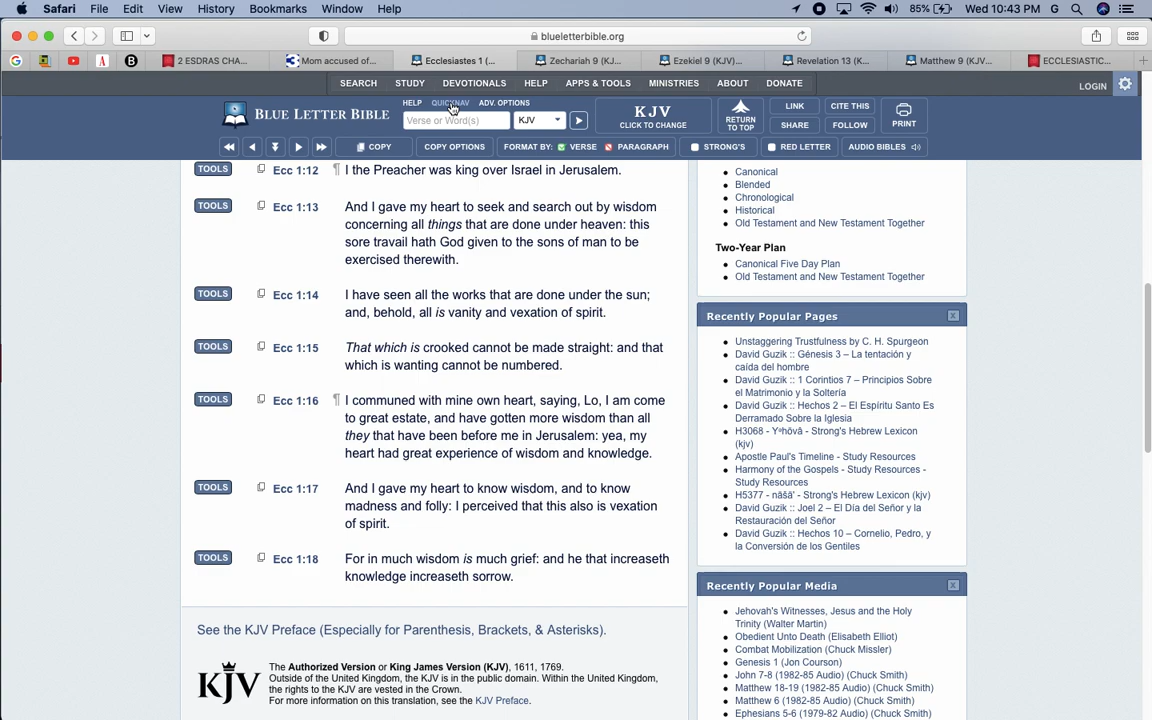 Safari File Edit View History Bookmarks Window Help 85% Wed 10:43 PM G
blueletterbible.org
G A B 2 ESDRAS CHA... Mom accused of... Ecclesiastes 1 (... Zechariah 9 (KJ... Ezekiel 9 (KJV)... Revelation 13 (... Matthew 9 (KJV... ECCLESIASTIC...
SEARCH STUDY DEVOTIONALS HELP APPS & TOOLS MINISTRIES ABOUT DONATE LOGIN
HELP QUICKNAV ADV. OPTIONS
BLUE LETTER BIBLE
Verse or Word(s) KJV
KJV
CLICK TO CHANGE
RETURN
TO TOP
LINK CITE THIS
SHARE FOLLOW
PRINT
COPY COPY OPTIONS FORMAT BY: VERSE PARAGRAPH STRONG'S RED LETTER AUDIO BIBLES
TOOLS Ecc 1:12 ¶ I the Preacher was king over Israel in Jerusalem.
TOOLS Ecc 1:13 And I gave my heart to seek and search out by wisdom
concerning all things that are done under heaven: this
sore travail hath God given to the sons of man to be
exercised therewith.
TOOLS Ecc 1:14 I have seen all the works that are done under the sun;
and, behold, all is vanity and vexation of spirit.
TOOLS Ecc 1:15 That which is crooked cannot be made straight: and that
which is wanting cannot be numbered.
TOOLS Ecc 1:16 ¶ I communed with mine own heart, saying, Lo, I am come
to great estate, and have gotten more wisdom than all
they that have been before me in Jerusalem: yea, my
heart had great experience of wisdom and knowledge.
TOOLS Ecc 1:17 And I gave my heart to know wisdom, and to know
madness and folly: I perceived that this also is vexation
of spirit.
TOOLS Ecc 1:18 For in much wisdom is much grief: and he that increaseth
knowledge increaseth sorrow.
See the KJV Preface (Especially for Parenthesis, Brackets, & Asterisks).
KJV
The Authorized Version or King James Version (KJV), 1611, 1769.
Outside of the United Kingdom, the KJV is in the public domain. Within the United Kingdom,
the rights to the KJV are vested in the Crown.
For more information on this translation, see the KJV Preface.
Canonical
Blended
Chronological
Historical
Old Testament and New Testament Together
Two-Year Plan
Canonical Five Day Plan
Old Testament and New Testament Together
Recently Popular Pages x
Unstaggering Trustfulness by C. H. Spurgeon
David Guzik :: Génesis 3 – La tentación y
caída del hombre
David Guzik :: 1 Corintios 7 – Principios Sobre
el Matrimonio y la Soltería
David Guzik :: Hechos 2 – El Espíritu Santo Es
Derramado Sobre la Iglesia
H3068 - Yᵊhōvâ - Strong's Hebrew Lexicon
(kjv)
Apostle Paul's Timeline - Study Resources
Harmony of the Gospels - Study Resources -
Study Resources
H5377 - nāšā' - Strong's Hebrew Lexicon (kjv)
David Guzik :: Joel 2 – El Día del Señor y la
Restauración del Señor
David Guzik :: Hechos 10 – Cornelio, Pedro, y
la Conversión de los Gentiles
Recently Popular Media x
Jehovah's Witnesses, Jesus and the Holy
Trinity (Walter Martin)
Obedient Unto Death (Elisabeth Elliot)
Combat Mobilization (Chuck Missler)
Genesis 1 (Jon Courson)
John 7-8 (1982-85 Audio) (Chuck Smith)
Matthew 18-19 (1982-85 Audio) (Chuck Smith)
Matthew 6 (1982-85 Audio) (Chuck Smith)
Ephesians 5-6 (1979-82 Audio) (Chuck Smith)